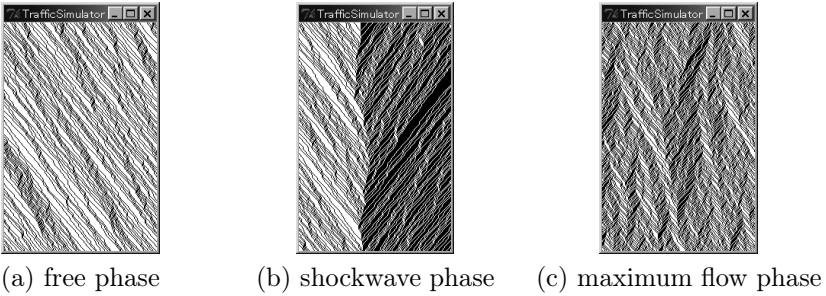 TrafficSimulator
TrafficSimulator
TrafficSimulator
(a) free phase
(b) shockwave phase
(c) maximum flow phase